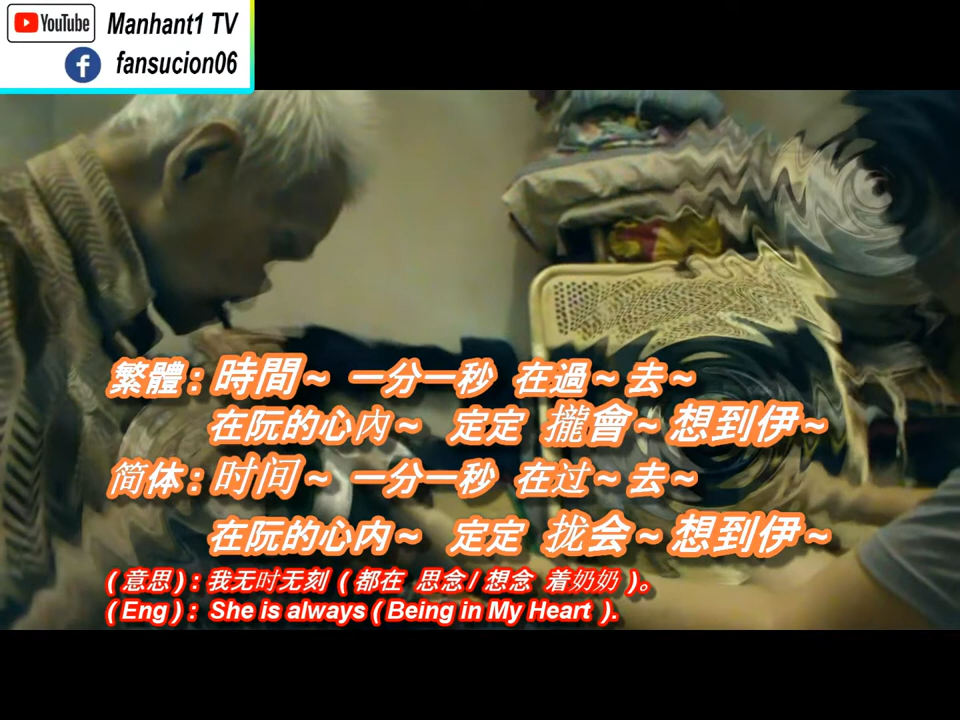 YouTube Manhant1 TV
fansucion06
繁體 : 時間 ~ 一分一秒 在過 ~ 去 ~
在阮的心內 ~ 定定 攏會 ~ 想到伊 ~
简体 : 时间 ~ 一分一秒 在过 ~ 去 ~
在阮的心内 ~ 定定 拢会 ~ 想到伊 ~
( 意思 ) : 我无时无刻 ( 都在 思念 / 想念 着奶奶 )。
( Eng ) : She is always ( Being in My Heart ).